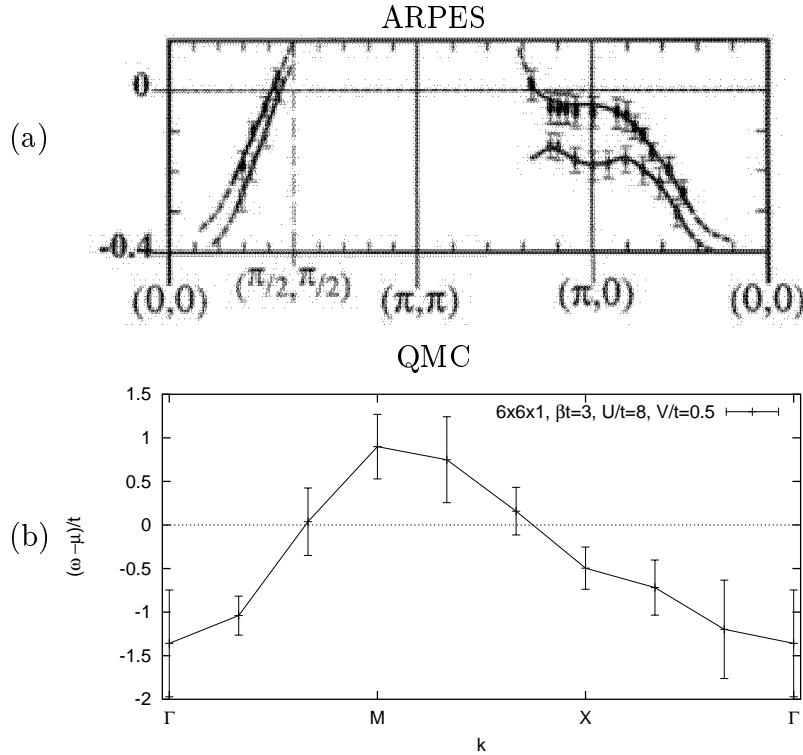 ARPES
(a)
0
-0.4
(0,0)
(π/2,π/2)
(π,π)
(π,0)
(0,0)
QMC
(b)
(ω−μ)/t
6x6x1, βt=3, U/t=8, V/t=0.5
1.5
1
0.5
0
-0.5
-1
-1.5
-2
Γ
M
X
Γ
k